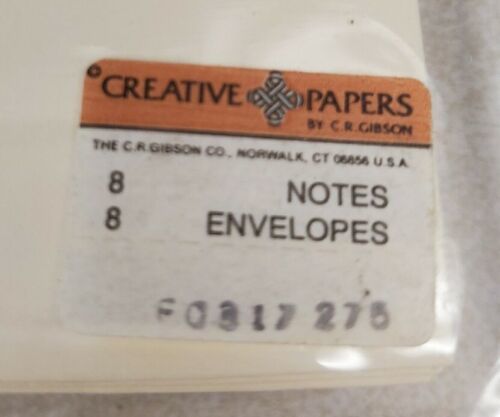 CREATIVE PAPERS
BY C.R.GIBSON
THE C.R.GIBSON CO., NORWALK, CT 06856 U.S.A.
8 NOTES
8 ENVELOPES
F0317 275